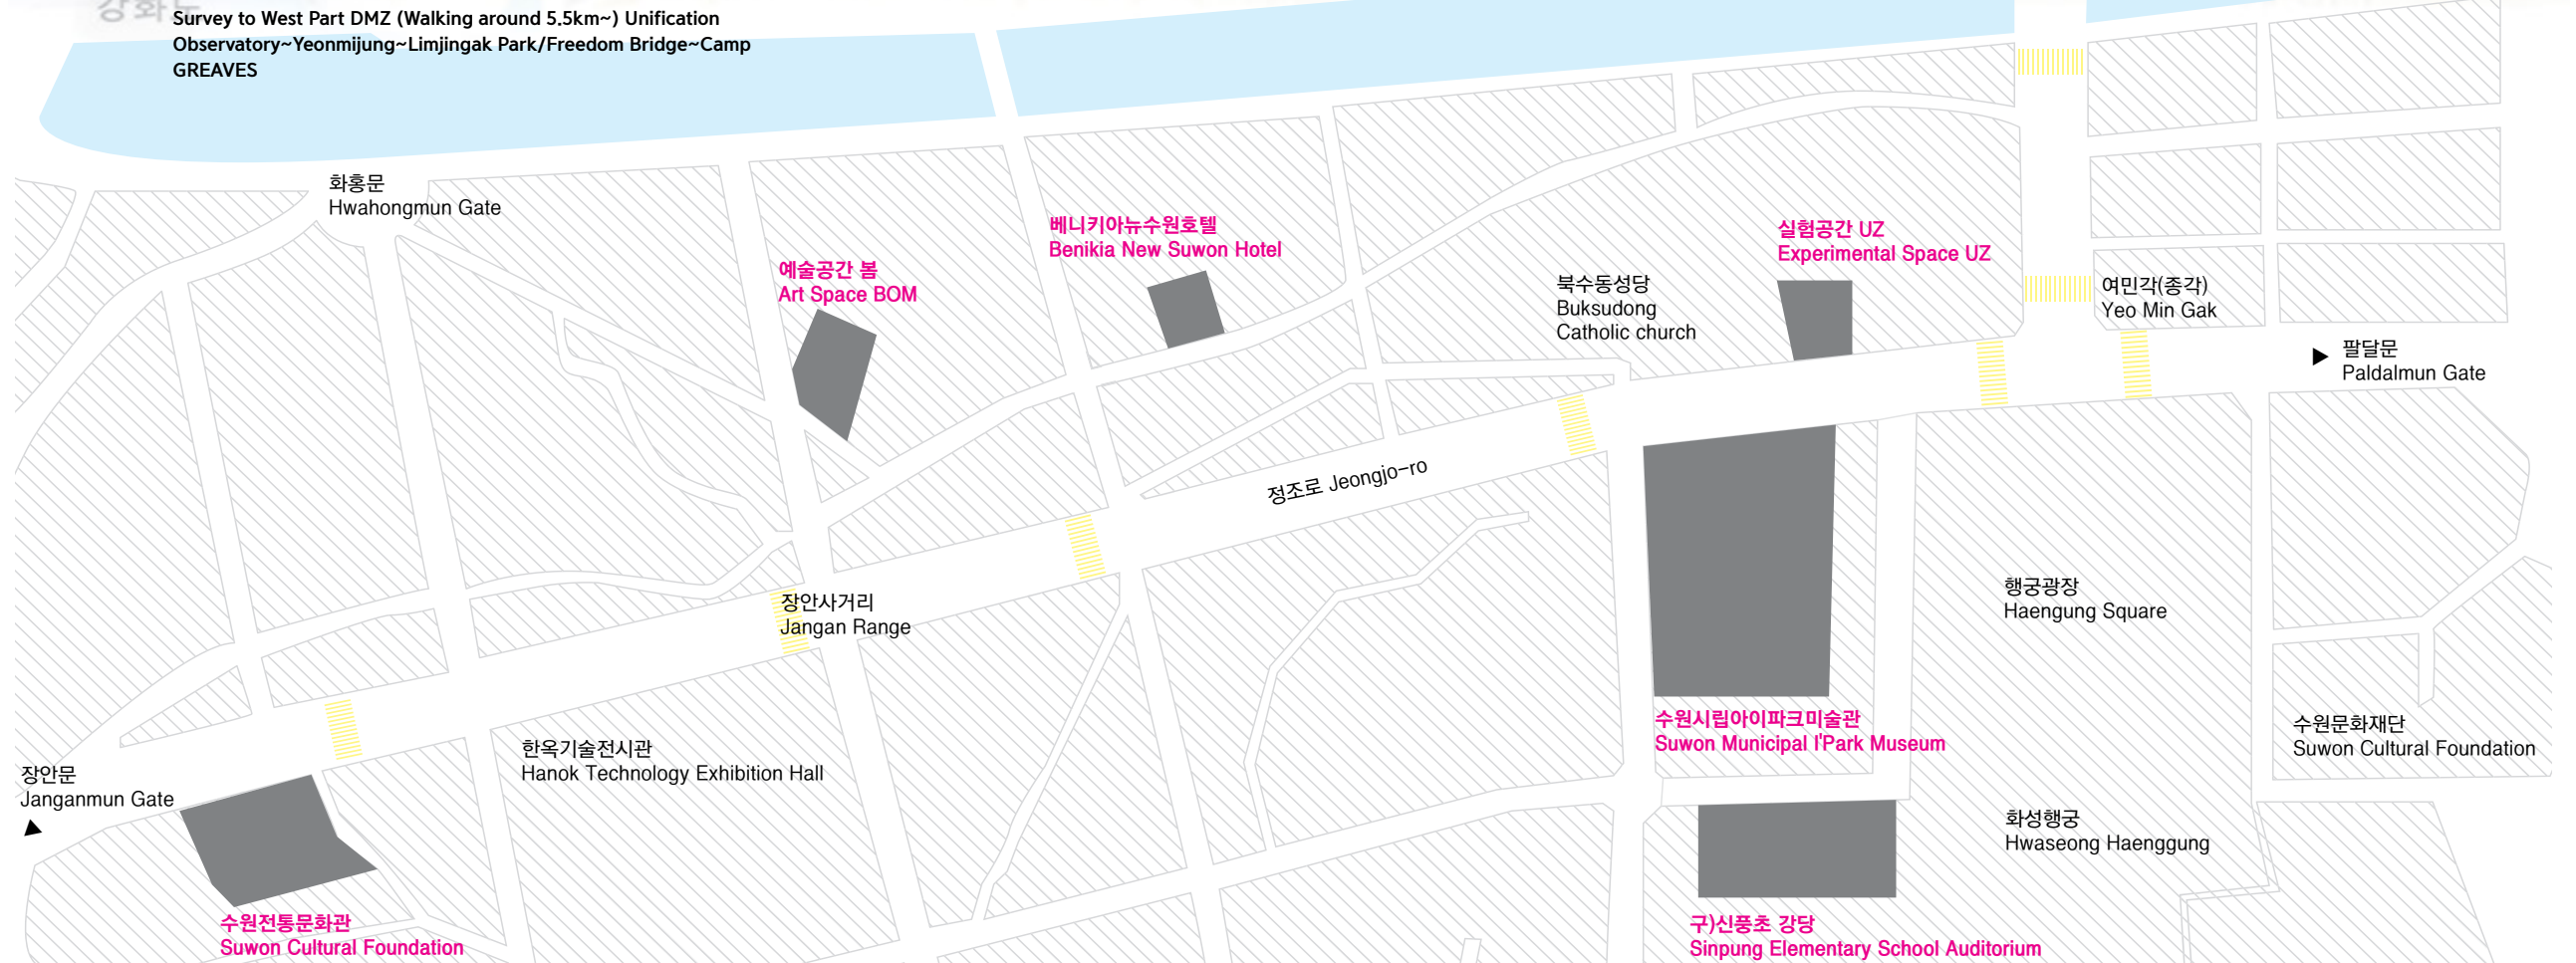 강화도
Survey to West Part DMZ (Walking around 5.5km~) Unification
Observatory~Yeonmijung~Limjingak Park/Freedom Bridge~Camp
GREAVES
화홍문
Hwahongmun Gate
베니키아뉴수원호텔
Benikia New Suwon Hotel
실험공간 UZ
Experimental Space UZ
예술공간 봄
Art Space BOM
북수동성당
Buksudong
Catholic church
여민각(종각)
Yeo Min Gak
팔달문
Paldalmun Gate
정조로 Jeongjo-ro
장안사거리
Jangan Range
행궁광장
Haengung Square
수원시립아이파크미술관
Suwon Municipal I'Park Museum
수원문화재단
Suwon Cultural Foundation
한옥기술전시관
Hanok Technology Exhibition Hall
장안문
Janganmun Gate
화성행궁
Hwaseong Haenggung
수원전통문화관
Suwon Cultural Foundation
구)신풍초 강당
Sinpung Elementary School Auditorium